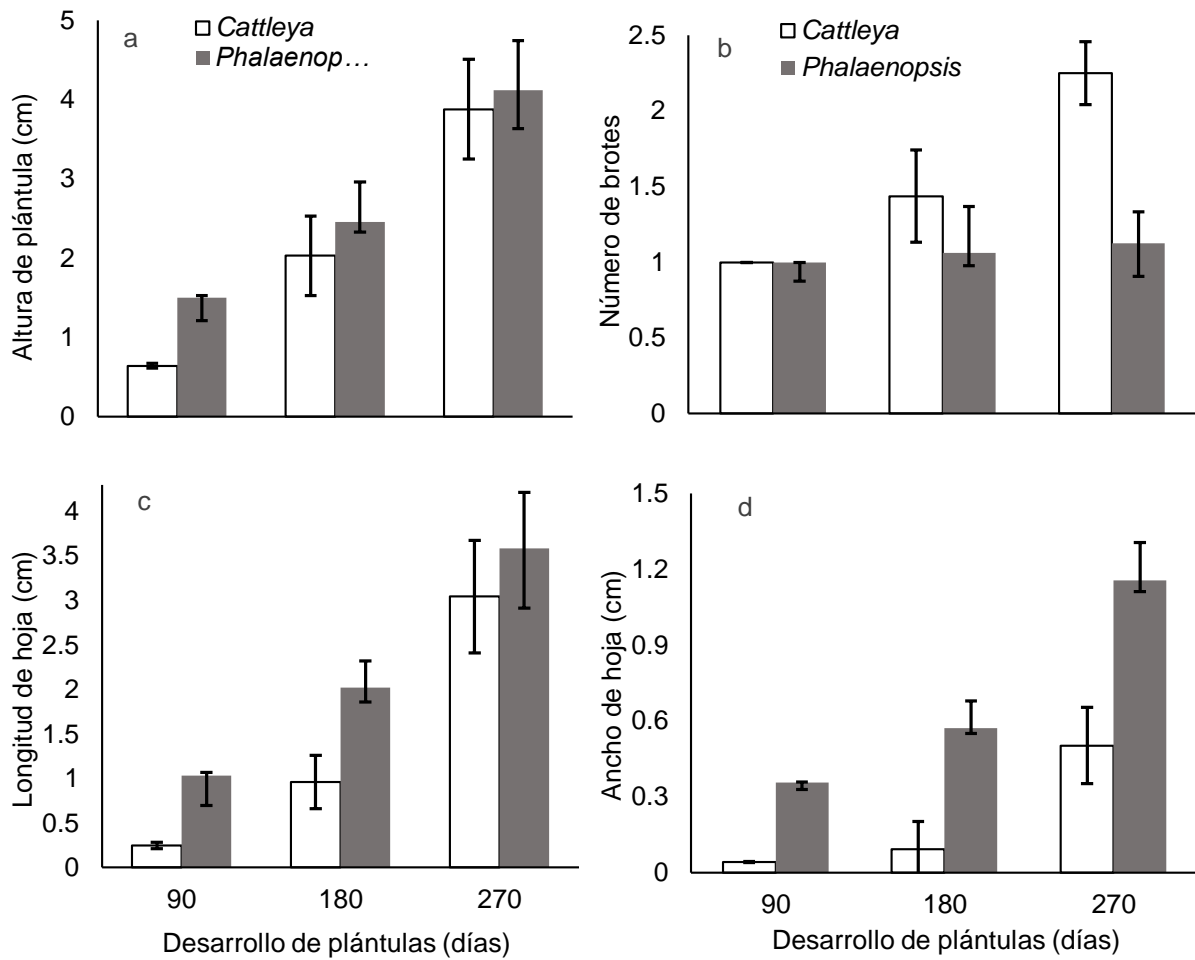 a
Cattleya
Phalaenop…
Altura de plántula (cm)
5
4
3
2
1
0
b
Cattleya
Phalaenopsis
Número de brotes
2.5
2
1.5
1
0.5
0
c
Longitud de hoja (cm)
4
3.5
3
2.5
2
1.5
1
0.5
0
90
180
270
Desarrollo de plántulas (días)
d
Ancho de hoja (cm)
1.5
1.2
0.9
0.6
0.3
0
90
180
270
Desarrollo de plántulas (días)